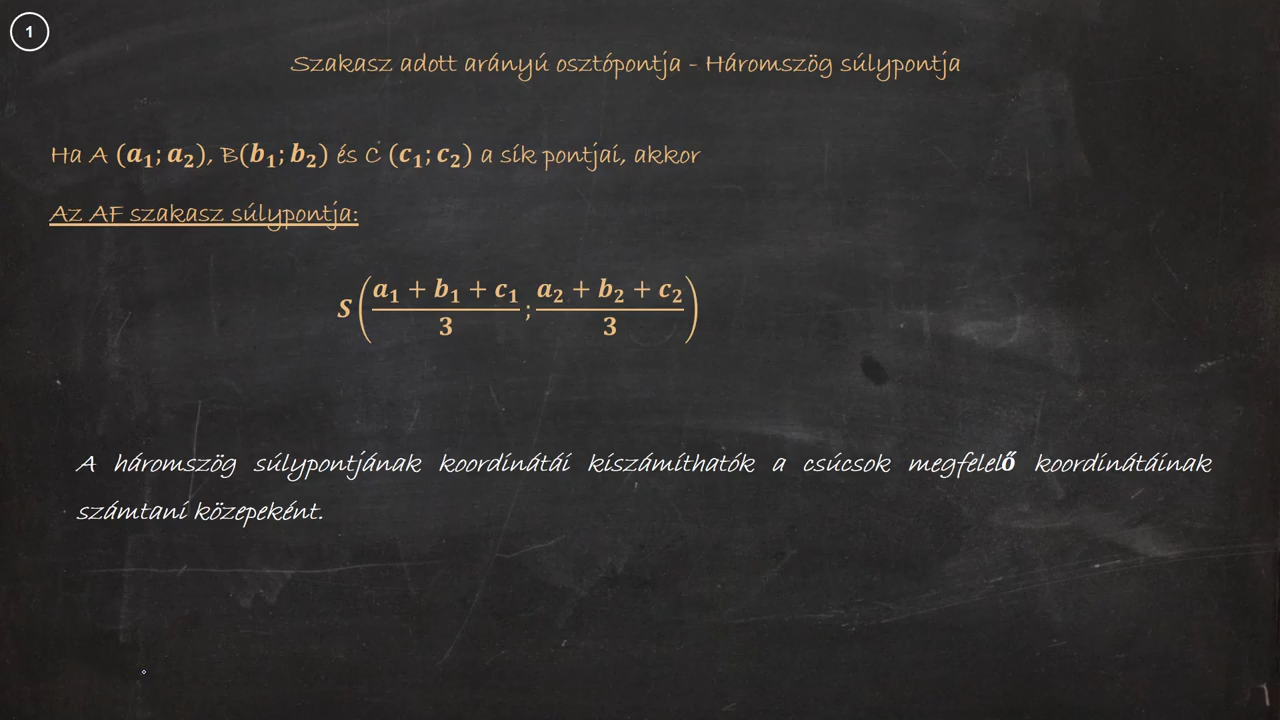 1
Szakasz adott arányú osztópontja - Háromszög súlypontja
Ha A (a₁; a₂), B(b₁; b₂) és C (c₁; c₂) a sík pontjai, akkor
Az AF szakasz súlypontja:
S((a₁ + b₁ + c₁)/3 ; (a₂ + b₂ + c₂)/3)
A háromszög súlypontjának koordinátái kiszámíthatók a csúcsok megfelelő koordinátáinak
számtani közepeként.